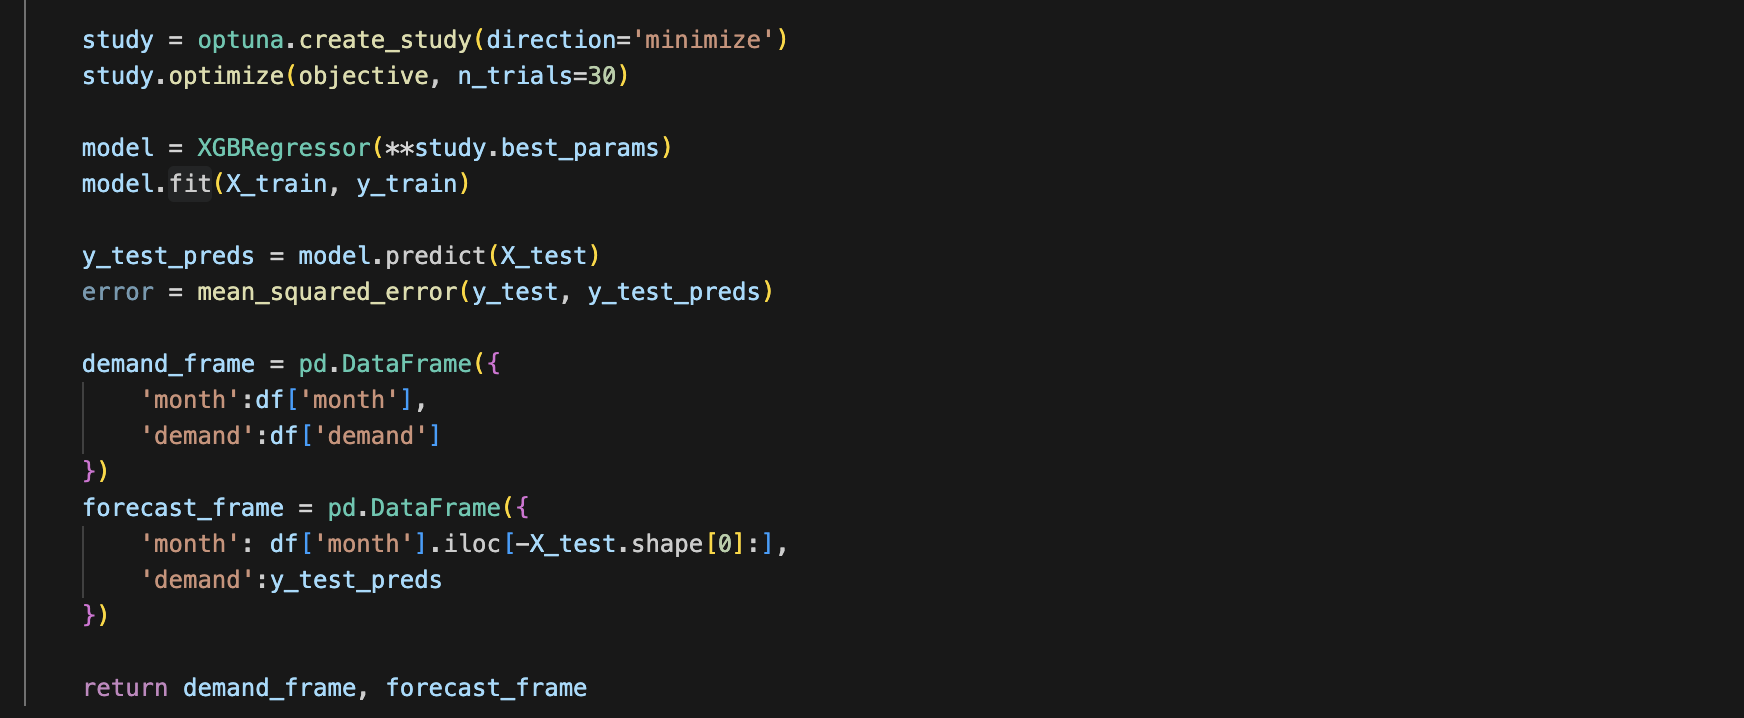 study = optuna.create_study(direction='minimize')
study.optimize(objective, n_trials=30)
model = XGBRegressor(**study.best_params)
model.fit(X_train, y_train)
y_test_preds = model.predict(X_test)
error = mean_squared_error(y_test, y_test_preds)
demand_frame = pd.DataFrame({
    'month':df['month'],
    'demand':df['demand']
})
forecast_frame = pd.DataFrame({
    'month': df['month'].iloc[-X_test.shape[0]:],
    'demand':y_test_preds
})
return demand_frame, forecast_frame